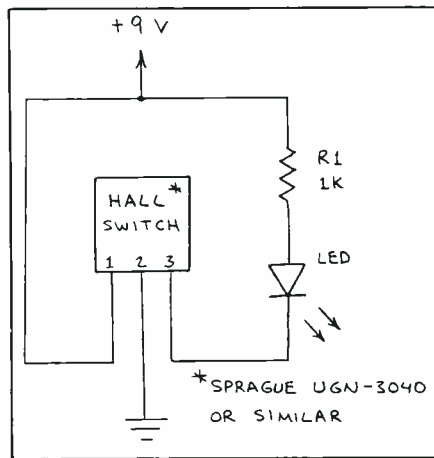 +9 V
R1
1K
HALL*
SWITCH
1 2 3
LED
*SPRAGUE UGN-3040
OR SIMILAR